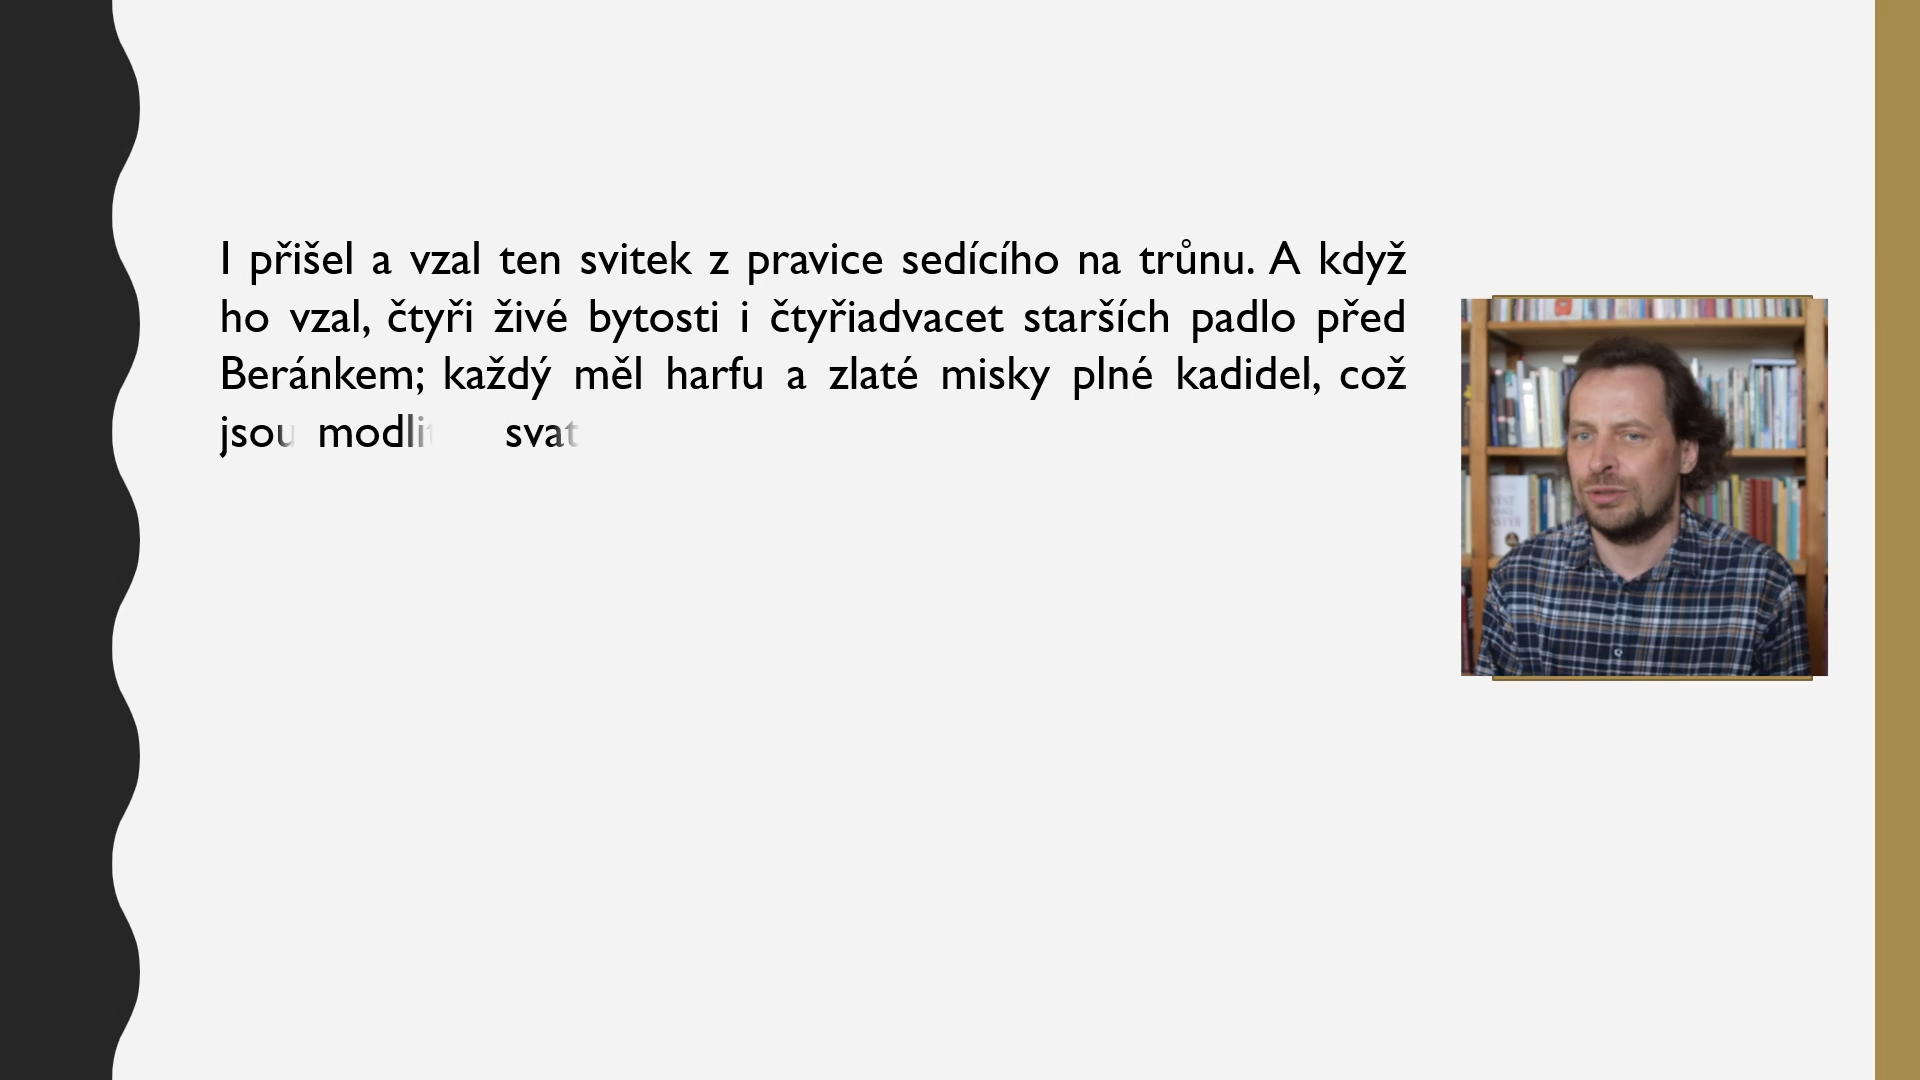 I přišel a vzal ten svitek z pravice sedícího na trůnu. A když
ho vzal, čtyři živé bytosti i čtyřiadvacet starších padlo před
Beránkem; každý měl harfu a zlaté misky plné kadidel, což
jsou